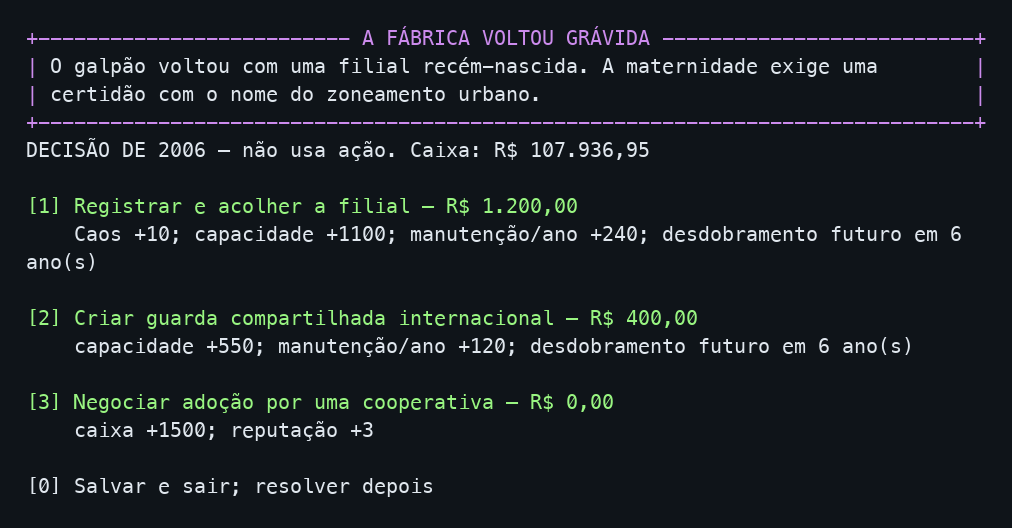 +-------------------------- A FÁBRICA VOLTOU GRÁVIDA --------------------------+
| O galpão voltou com uma filial recém-nascida. A maternidade exige uma        |
| certidão com o nome do zoneamento urbano.                                    |
+------------------------------------------------------------------------------+
DECISÃO DE 2006 — não usa ação. Caixa: R$ 107.936,95
[1] Registrar e acolher a filial — R$ 1.200,00
    Caos +10; capacidade +1100; manutenção/ano +240; desdobramento futuro em 6
ano(s)
[2] Criar guarda compartilhada internacional — R$ 400,00
    capacidade +550; manutenção/ano +120; desdobramento futuro em 6 ano(s)
[3] Negociar adoção por uma cooperativa — R$ 0,00
    caixa +1500; reputação +3
[0] Salvar e sair; resolver depois